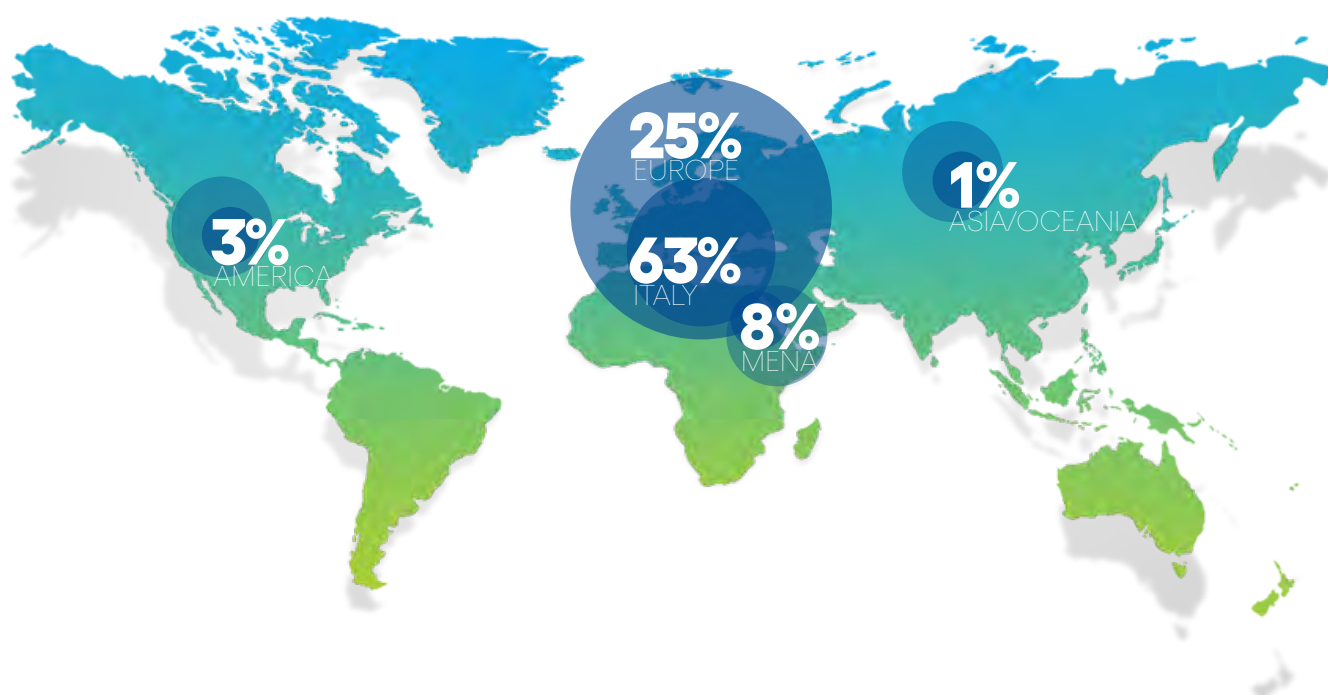 25%
EUROPE
1%
ASIA/OCEANIA
3%
AMERICA
63%
ITALY
8%
MENA